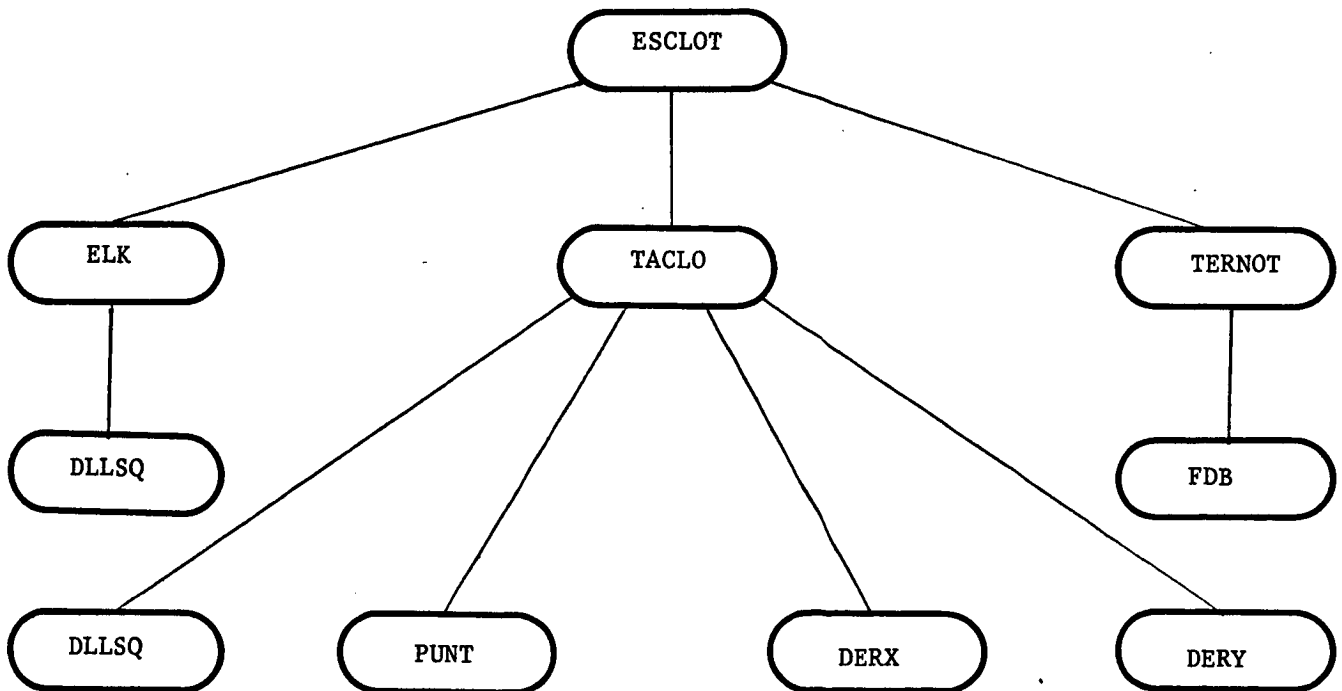 ESCLOT
ELK
TACLO
TERNOT
DLLSQ
FDB
DLLSQ
PUNT
DERX
DERY